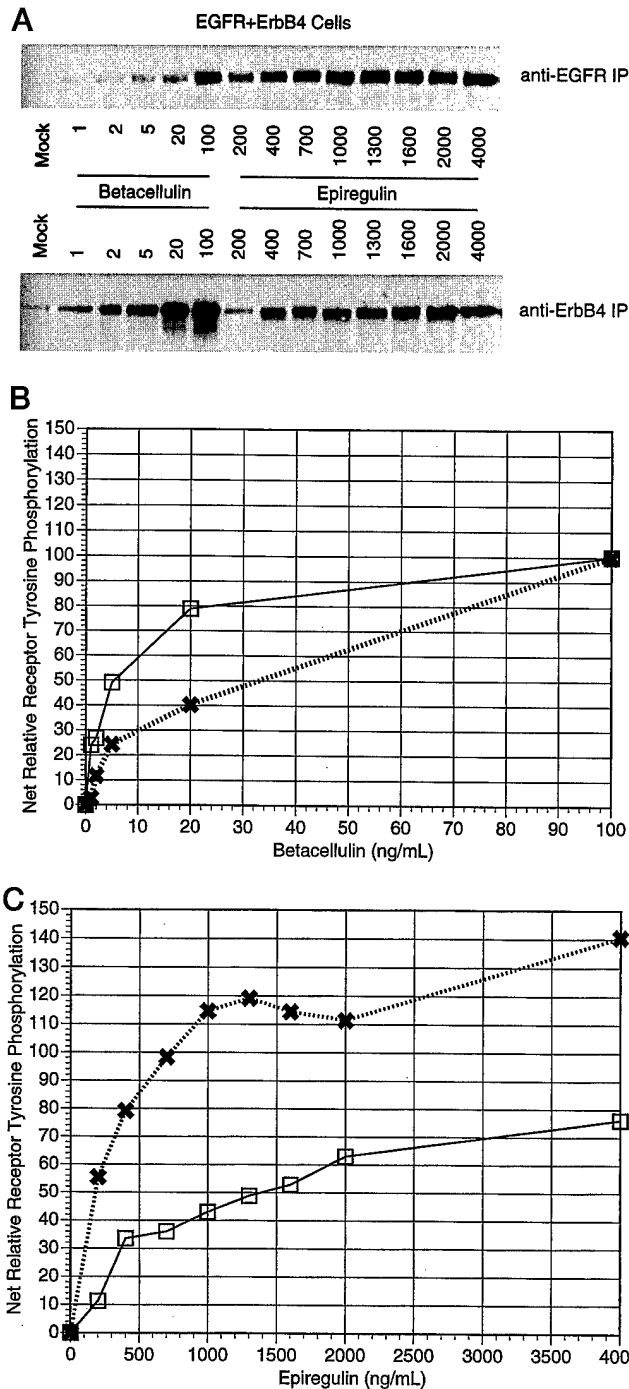 A
EGFR+ErbB4 Cells
anti-EGFR IP
Mock 1 2 5 20 100 200 400 700 1000 1300 1600 2000 4000
Betacellulin Epiregulin
Mock 1 2 5 20 100 200 400 700 1000 1300 1600 2000 4000
anti-ErbB4 IP
B
Net Relative Receptor Tyrosine Phosphorylation
150
140
130
120
110
100
90
80
70
60
50
40
30
20
10
0
0 10 20 30 40 50 60 70 80 90 100
Betacellulin (ng/mL)
C
Net Relative Receptor Tyrosine Phosphorylation
150
140
130
120
110
100
90
80
70
60
50
40
30
20
10
0
0 500 1000 1500 2000 2500 3000 3500 400
Epiregulin (ng/mL)